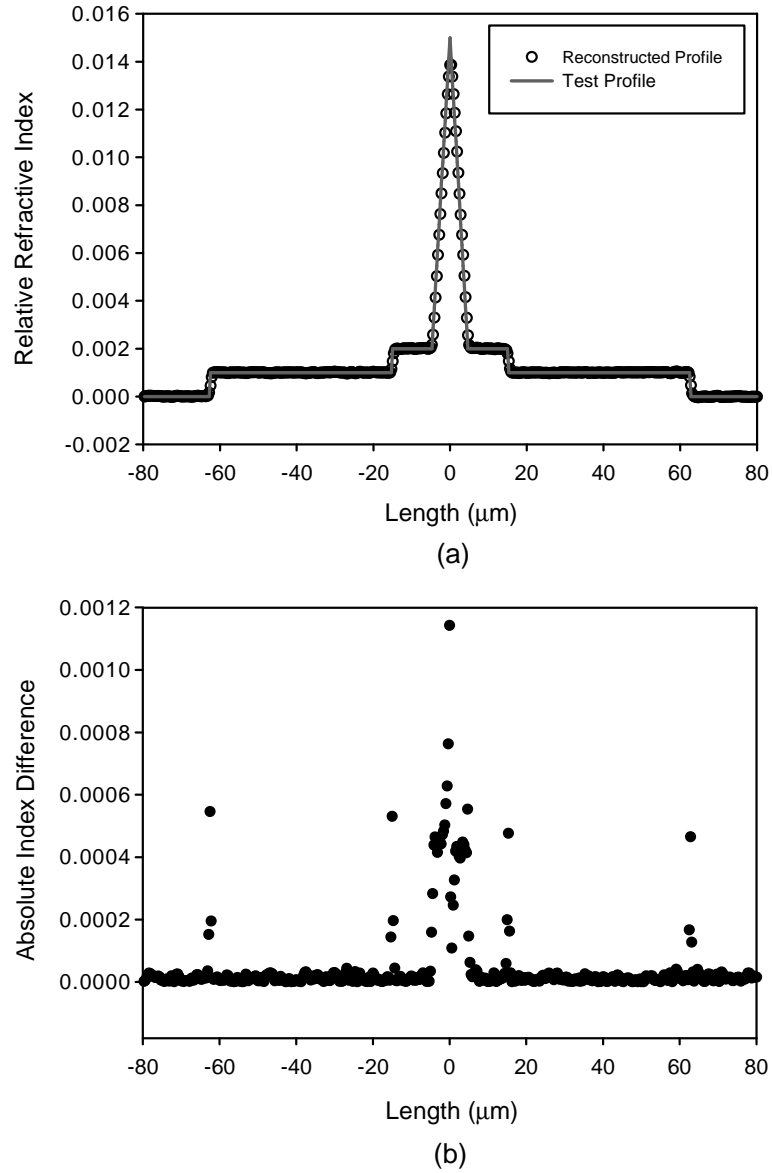 0.016
0.014
0.012
0.010
0.008
0.006
0.004
0.002
0.000
-0.002
Relative Refractive Index
Reconstructed Profile
Test Profile
-80 -60 -40 -20 0 20 40 60 80
Length (μm)
(a)
0.0012
0.0010
0.0008
0.0006
0.0004
0.0002
0.0000
Absolute Index Difference
-80 -60 -40 -20 0 20 40 60 80
Length (μm)
(b)